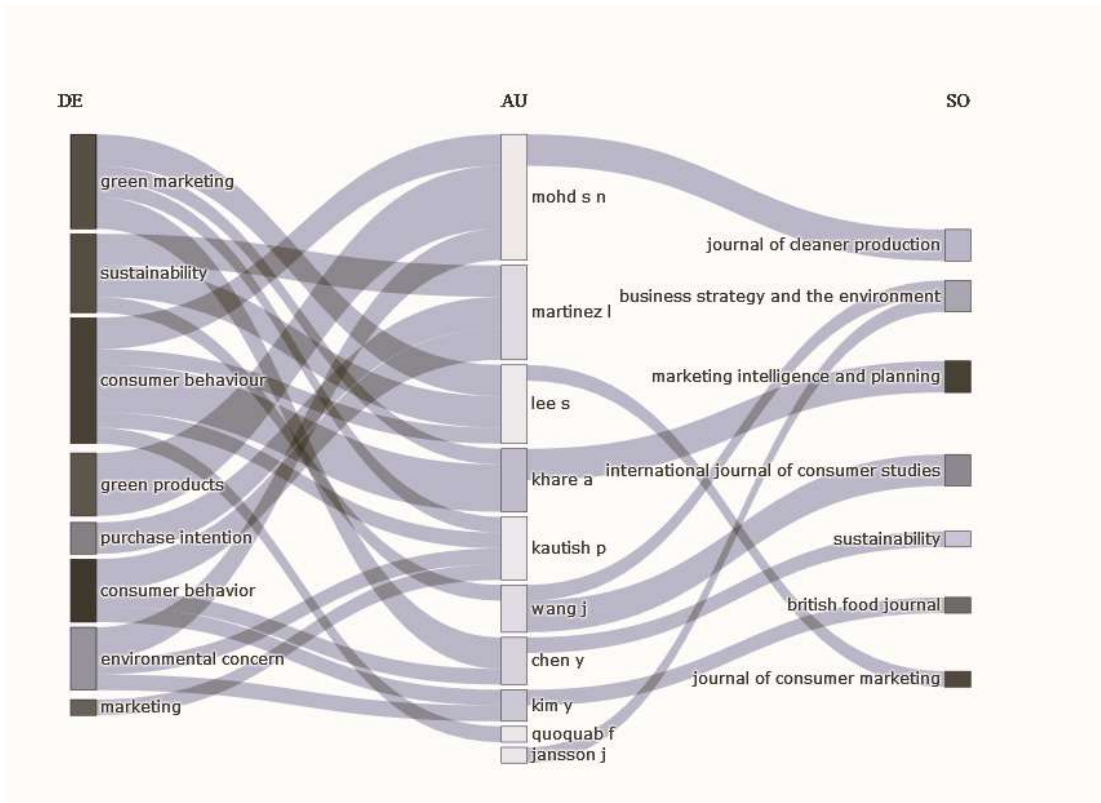 DE
AU
SO
green marketing
sustainability
consumer behaviour
green products
purchase intention
consumer behavior
environmental concern
marketing
mohd s n
martinez l
lee s
khare a
kautish p
wang j
chen y
kim y
quoquab f
jansson j
journal of cleaner production
business strategy and the environment
marketing intelligence and planning
international journal of consumer studies
sustainability
british food journal
journal of consumer marketing